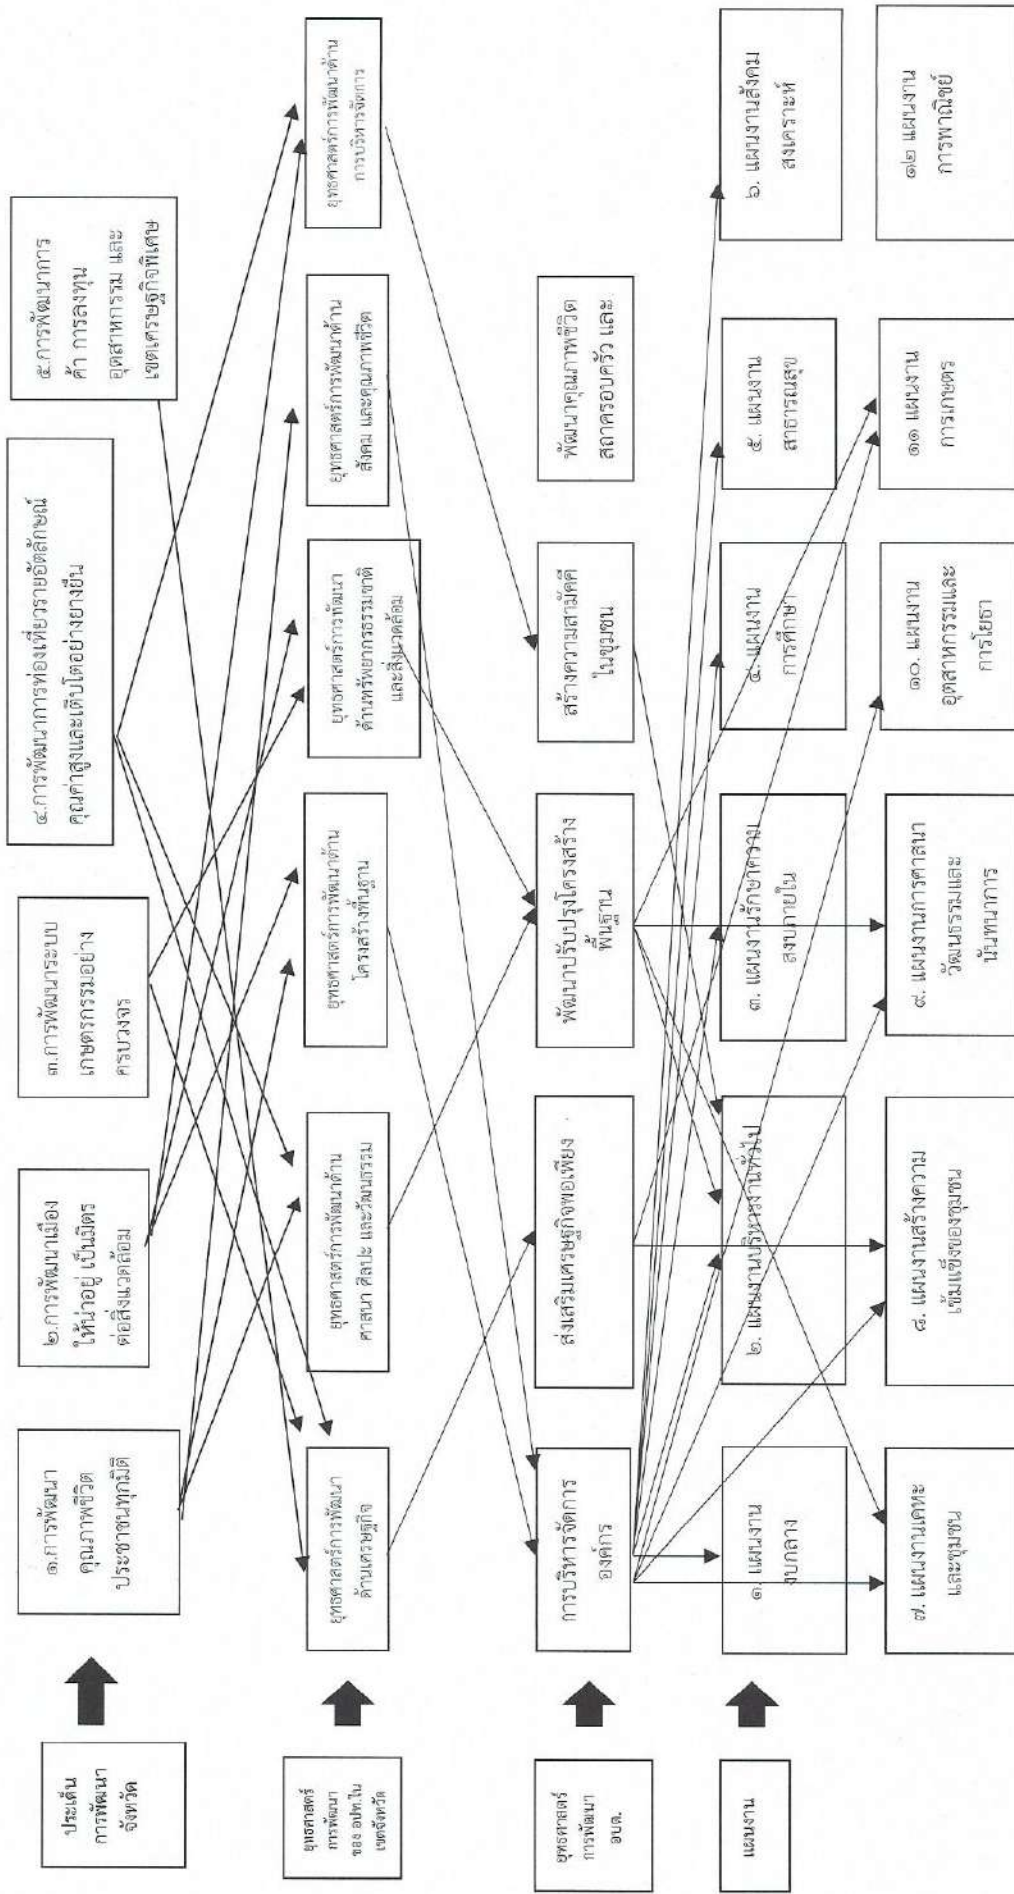 ประเด็น
การพัฒนา
จังหวัด
๑.การพัฒนา
คุณภาพชีวิต
ประชาชนทุกมิติ
๒.การพัฒนาเมือง
ให้น่าอยู่ เป็นมิตร
ต่อสิ่งแวดล้อม
๓.การพัฒนาระบบ
เกษตรกรรมอย่าง
ครบวงจร
๔.การพัฒนาการท่องเที่ยวรายอัตลักษณ์
คุณค่าสูงและเติบโตอย่างยางยืน
๕.การพัฒนาการ
ค้า การลงทุน
อุตสาหกรรม และ
เขตเศรษฐกิจพิเศษ
ยุทธศาสตร์
การพัฒนา
ของ อปท.ใน
เขตจังหวัด
ยุทธศาสตร์การพัฒนา
ด้านเศรษฐกิจ
ยุทธศาสตร์การพัฒนาด้าน
ศาสนา ศิลปะ และวัฒนธรรม
ยุทธศาสตร์การพัฒนาด้าน
โครงสร้างพื้นฐาน
ยุทธศาสตร์การพัฒนา
ด้านทรัพยากรธรรมชาติ
และสิ่งแวดล้อม
ยุทธศาสตร์การพัฒนาด้าน
สังคม และคุณภาพชีวิต
ยุทธศาสตร์การพัฒนาด้าน
การบริหารจัดการ
ยุทธศาสตร์
การพัฒนา
อบต.
การบริหารจัดการ
องค์กร
ส่งเสริมเศรษฐกิจพอเพียง
พัฒนาปรับปรุงโครงสร้าง
พื้นฐาน
สร้างความสามัคคี
ในชุมชน
พัฒนาคุณภาพชีวิต
สถาครอบครัว และ
แผนงาน
๑. แผนงาน
งบกลาง
๒. แผนงานบริหารงานทั่วไป
๓. แผนงานรักษาความ
สงบภายใน
๔. แผนงาน
การศึกษา
๕. แผนงาน
สาธารณสุข
๖. แผนงานสังคม
สงเคราะห์
๗. แผนงานเคหะ
และชุมชน
๘. แผนงานสร้างความ
เข้มแข็งของชุมชน
๙. แผนงานการศาสนา
วัฒนธรรมและ
นันทนาการ
๑๐. แผนงาน
อุตสาหกรรมและ
การโยธา
๑๑ แผนงาน
การเกษตร
๑๒ แผนงาน
การพาณิชย์